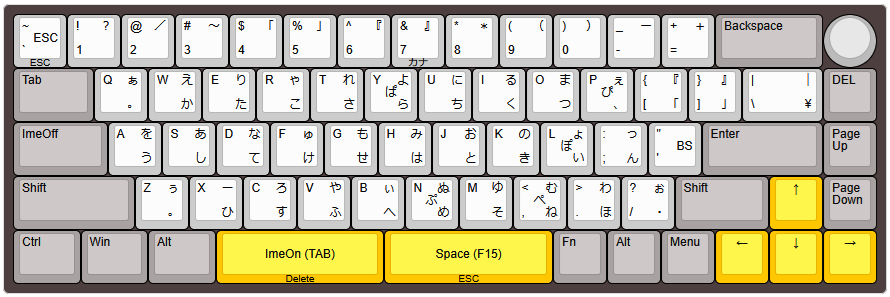 ~ ESC ! ? @ ／ # ～ $ 「 % 」 ^ 『 & 』 * ＊ ( （ ) ） _ ー + ＋ Backspace
` 1 2 3 4 5 6 7 8 9 0 - =
ESC カナ
Tab Q ぁ W え E り R ゃ T れ Y よ U に I る O ま P ぇ { 『 } 』 | ｜ DEL
ぱ ぴ
。 か た こ さ ら ち く つ 、 [ 「 ] 」 \ ￥
ImeOff A を S あ D な F ゅ G も H み J お K の L ょ : っ " BS Enter Page Up
ぽ
う し て け せ は と き い ; ん '
Shift Z ぅ X ー C ろ V や B ぃ N ぬ M ゆ < む > わ ? ぉ Shift ↑ Page Down
ぷ ぺ
。 ひ す ふ へ め そ , ね . ほ / ・
Ctrl Win Alt ImeOn (TAB) Space (F15) Fn Alt Menu ← ↓ →
Delete ESC